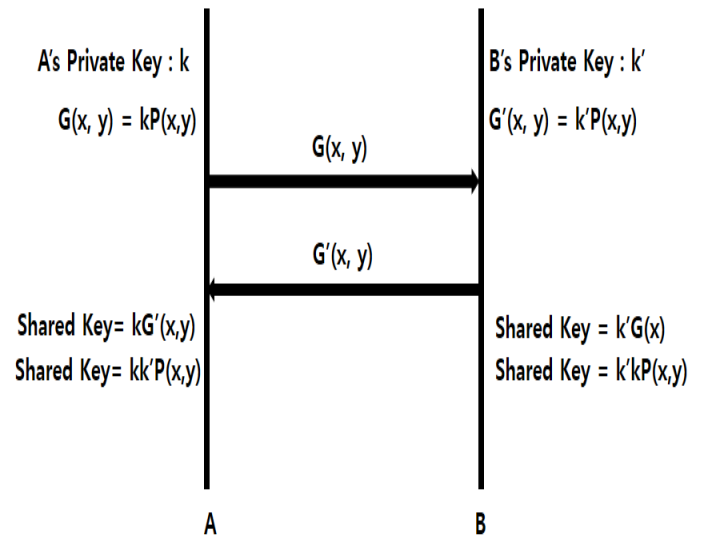 A's Private Key : k
G(x, y) = kP(x,y)
B's Private Key : k'
G'(x, y) = k'P(x,y)
G(x, y)
G'(x, y)
Shared Key= kG'(x,y)
Shared Key= kk'P(x,y)
Shared Key = k'G(x)
Shared Key = k'kP(x,y)
A
B